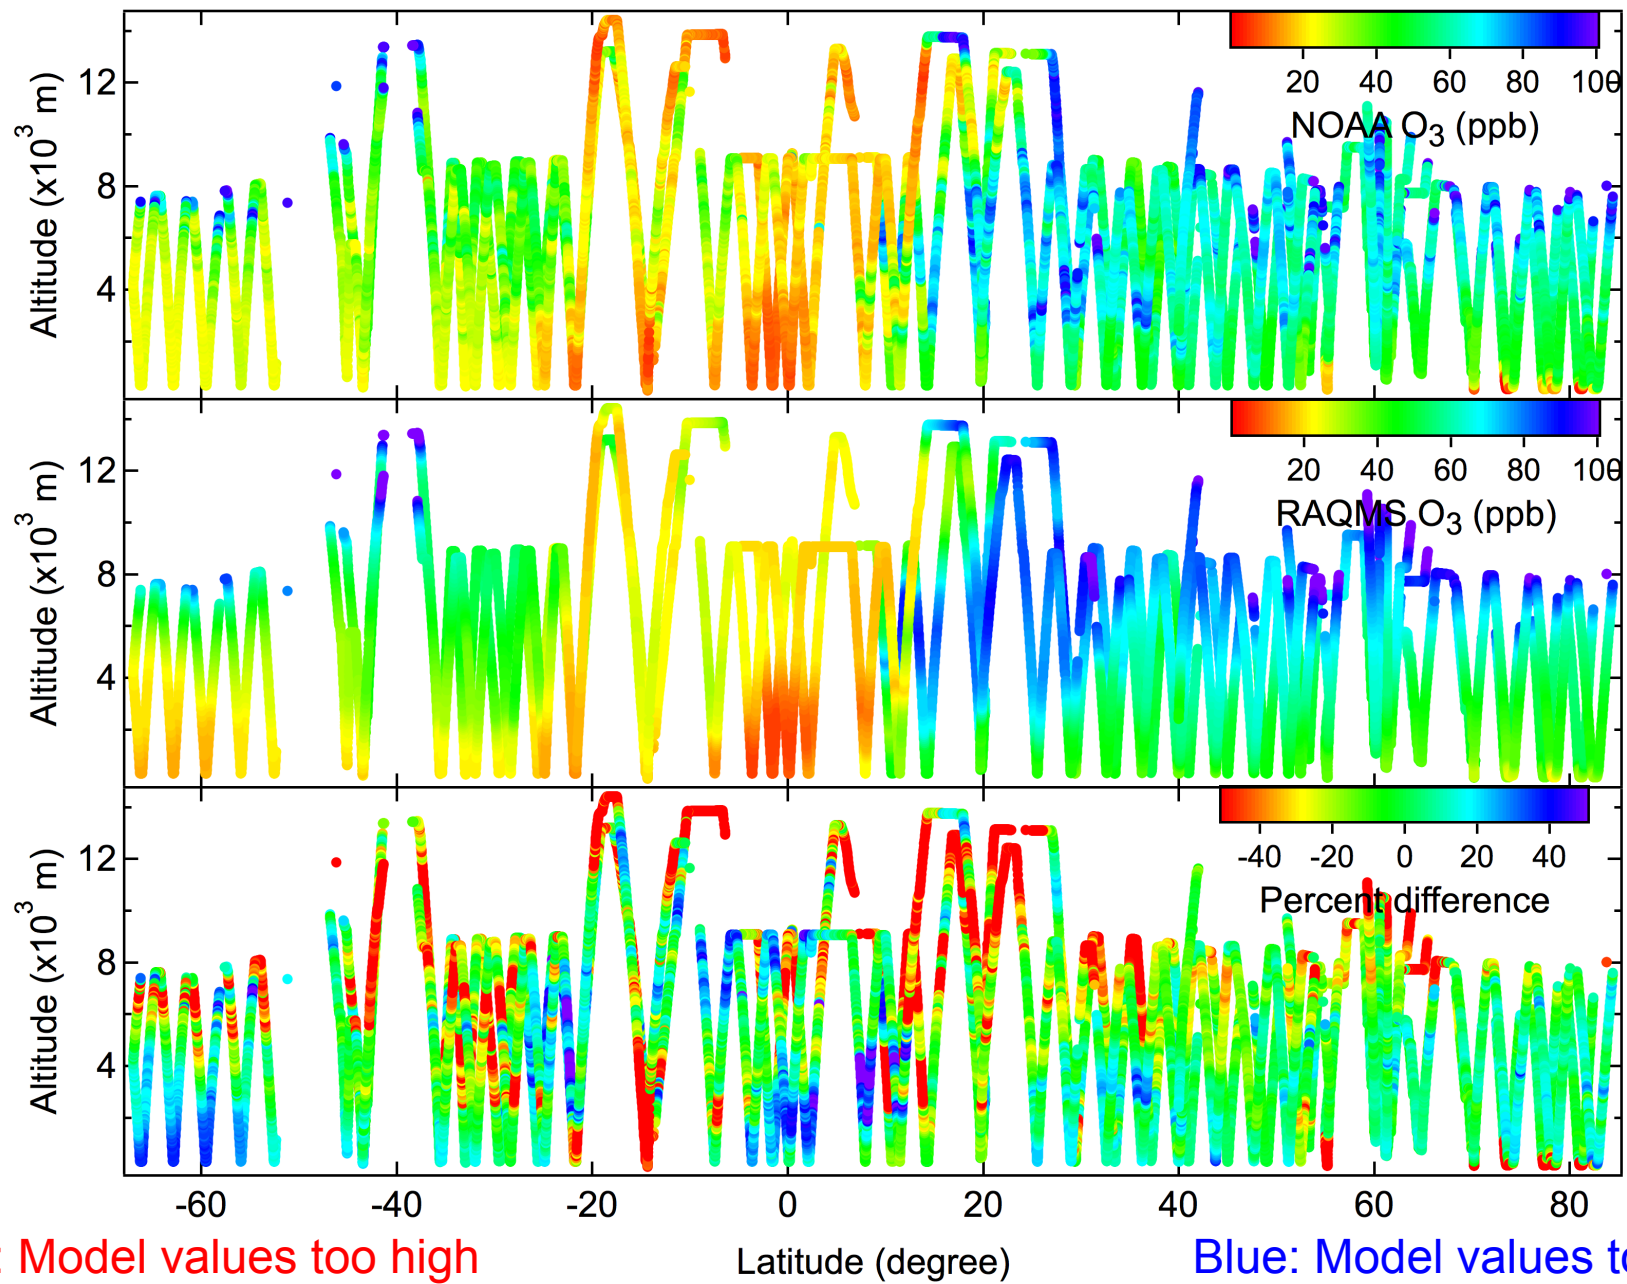 12
8
4
Altitude (x10³ m)
20 40 60 80 100
NOAA O₃ (ppb)
12
8
4
Altitude (x10³ m)
20 40 60 80 100
RAQMS O₃ (ppb)
12
8
4
Altitude (x10³ m)
-40 -20 0 20 40
Percent difference
-60 -40 -20 0 20 40 60 80
: Model values too high
Latitude (degree)
Blue: Model values